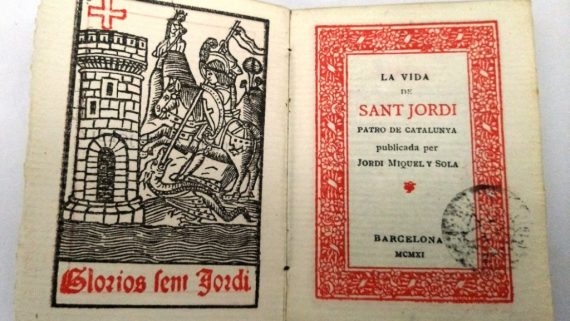 Glorios sent Jordi
LA VIDA
DE
SANT JORDI
PATRO DE CATALUNYA
publicada per
JORDI MIQUEL Y SOLA
BARCELONA
MCMXI